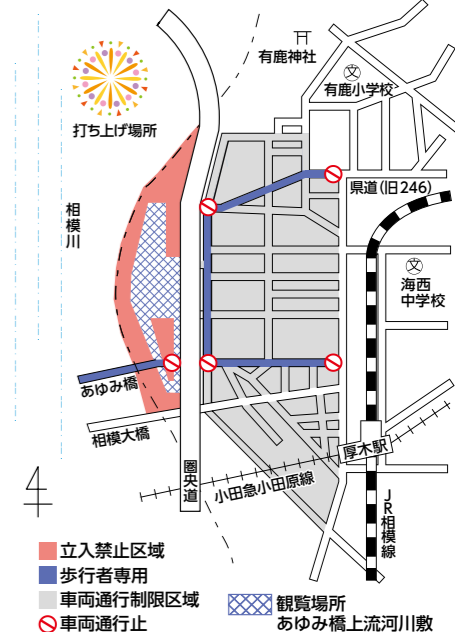 有鹿神社
文
有鹿小学校
打ち上げ場所
県道(旧246)
相模川
文
海西
中学校
あゆみ橋
相模大橋
圏央道
厚木駅
小田急小田原線
JR相模線
立入禁止区域
歩行者専用
車両通行制限区域
車両通行止
観覧場所
あゆみ橋上流河川敷